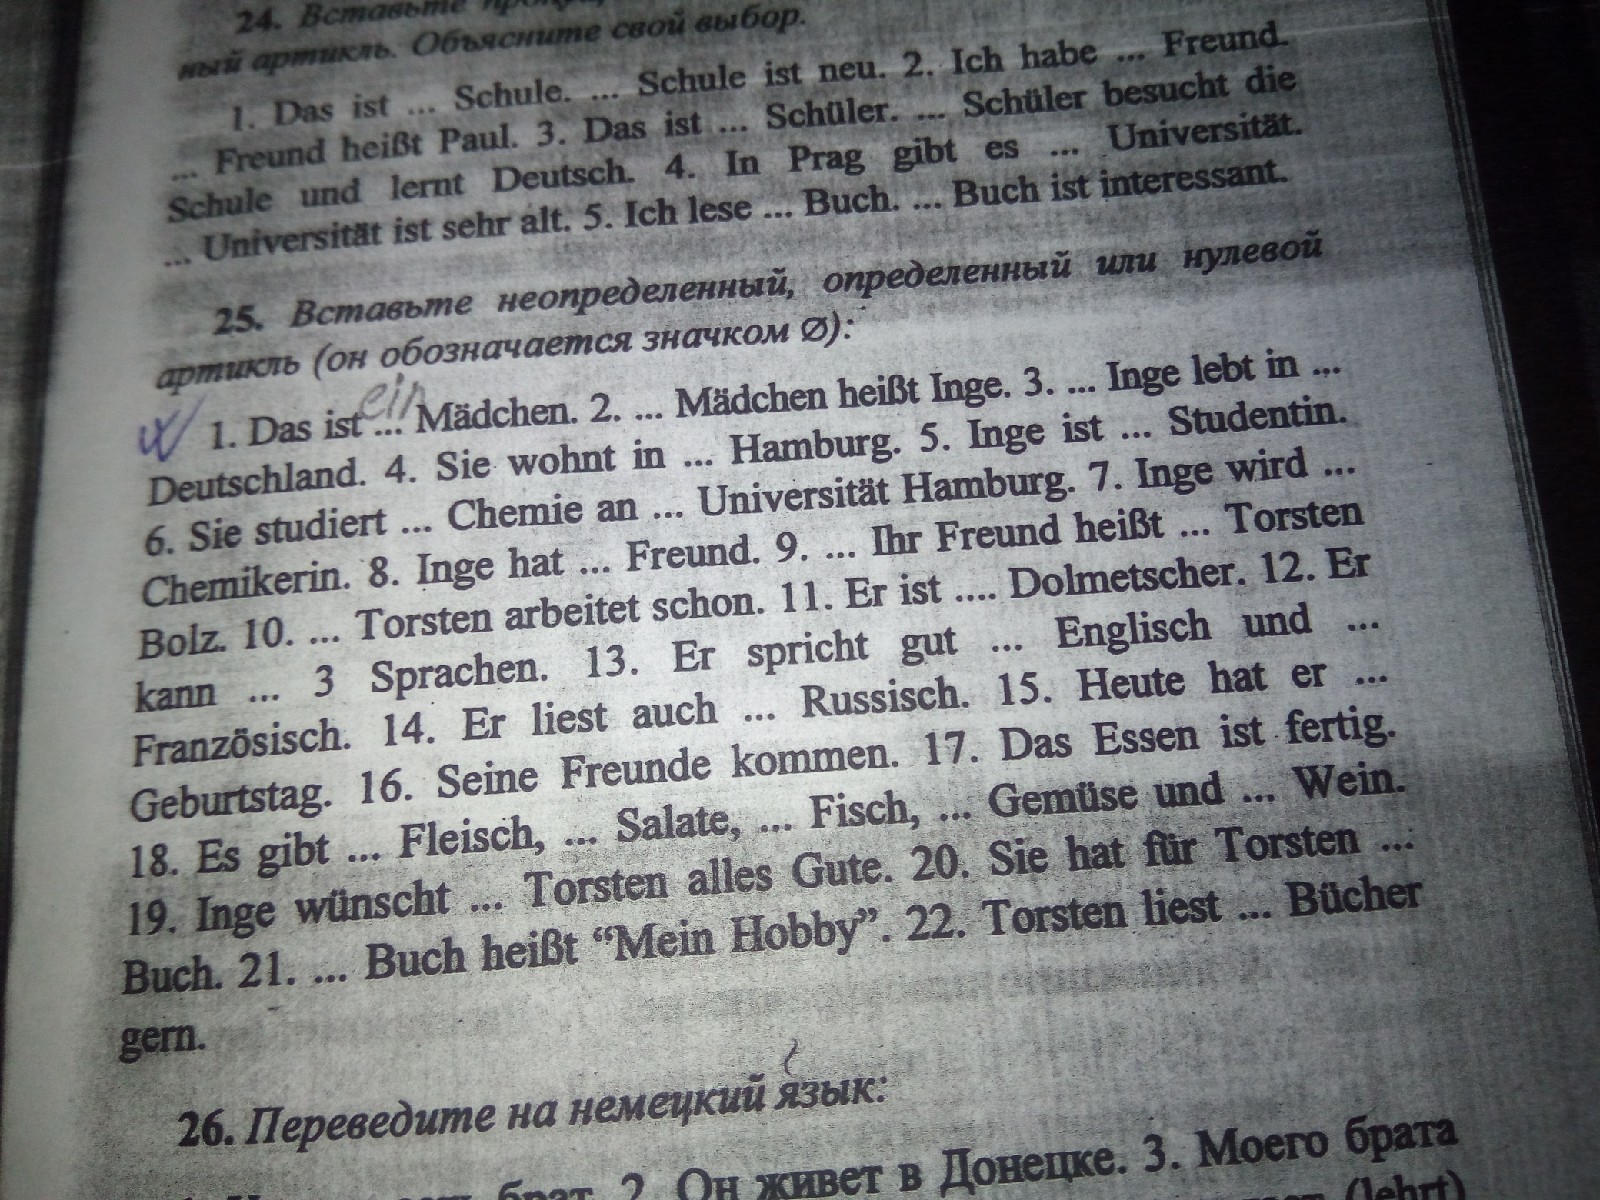 24. Вставьте
ный артикль. Объясните свой выбор.
1. Das ist ... Schule. ... Schule ist neu. 2. Ich habe ... Freund.
... Freund heißt Paul. 3. Das ist ... Schüler. ... Schüler besucht die
Schule und lernt Deutsch. 4. In Prag gibt es ... Universität.
... Universität ist sehr alt. 5. Ich lese ... Buch. ... Buch ist interessant.
25. Вставьте неопределенный, определенный или нулевой
артикль (он обозначается значком ∅):
ein
1. Das ist ... Mädchen. 2. ... Mädchen heißt Inge. 3. ... Inge lebt in ...
Deutschland. 4. Sie wohnt in ... Hamburg. 5. Inge ist ... Studentin.
6. Sie studiert ... Chemie an ... Universität Hamburg. 7. Inge wird ...
Chemikerin. 8. Inge hat ... Freund. 9. ... Ihr Freund heißt ... Torsten
Bolz. 10. ... Torsten arbeitet schon. 11. Er ist .... Dolmetscher. 12. Er
kann ... 3 Sprachen. 13. Er spricht gut ... Englisch und ...
Französisch. 14. Er liest auch ... Russisch. 15. Heute hat er ...
Geburtstag. 16. Seine Freunde kommen. 17. Das Essen ist fertig.
18. Es gibt ... Fleisch, ... Salate, ... Fisch, ... Gemüse und ... Wein.
19. Inge wünscht ... Torsten alles Gute. 20. Sie hat für Torsten ...
Buch. 21. ... Buch heißt “Mein Hobby”. 22. Torsten liest ... Bücher
gern.
26. Переведите на немецкий язык:
брат. 2. Он живет в Донецке. 3. Моего брата
(lehrt)